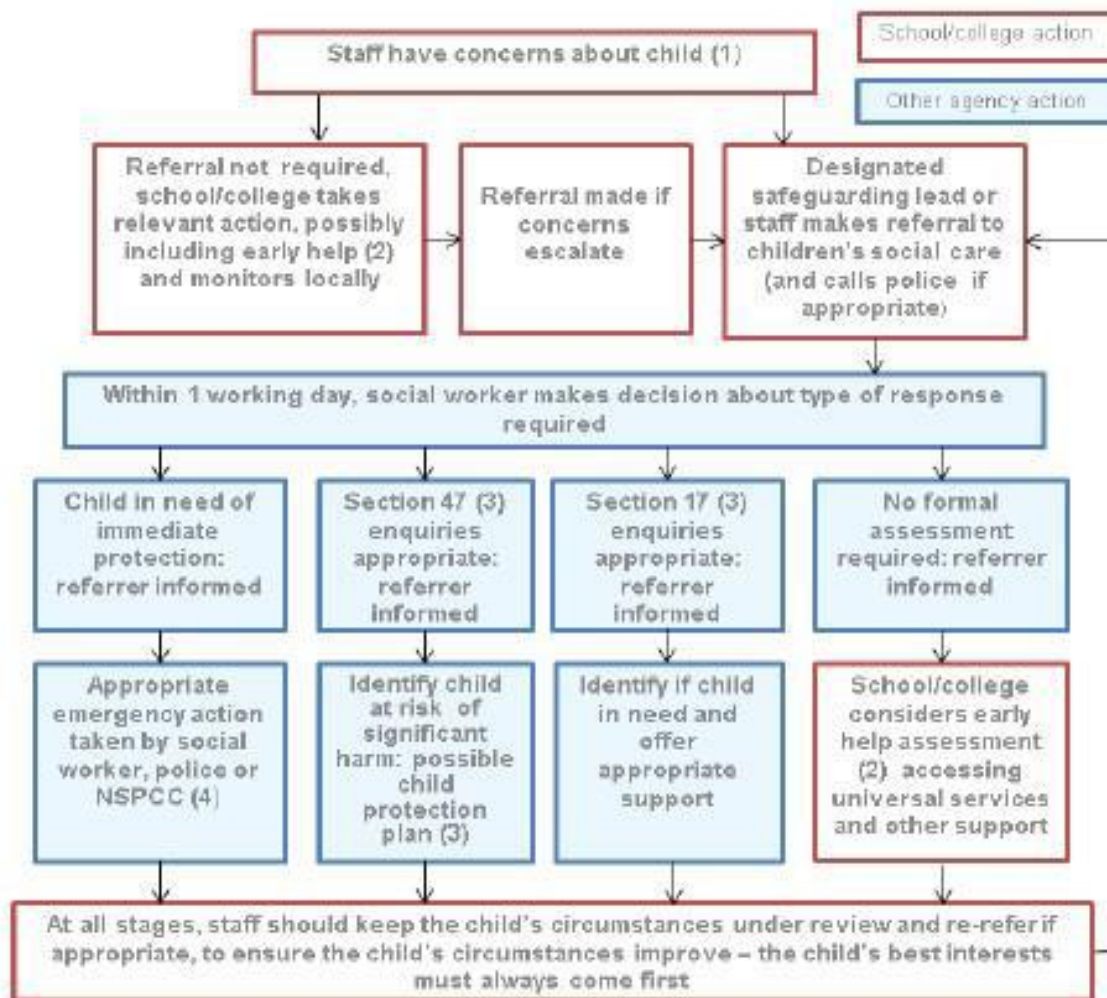 School/college action
Other agency action
Staff have concerns about child (1)
Referral not required,
school/college takes
relevant action, possibly
including early help (2)
and monitors locally
Referral made if
concerns
escalate
Designated
safeguarding lead or
staff makes referral to
children's social care
(and calls police if
appropriate)
Within 1 working day, social worker makes decision about type of response
required
Child in need of
immediate
protection:
referrer informed
Section 47 (3)
enquiries
appropriate:
referrer
informed
Section 17 (3)
enquiries
appropriate:
referrer
informed
No formal
assessment
required: referrer
informed
Appropriate
emergency action
taken by social
worker, police or
NSPCC (4)
Identify child
at risk of
significant
harm: possible
child
protection
plan (3)
Identify if child
in need and
offer
appropriate
support
School/college
considers early
help assessment
(2) accessing
universal services
and other support
At all stages, staff should keep the child's circumstances under review and re-refer if
appropriate, to ensure the child's circumstances improve – the child's best interests
must always come first